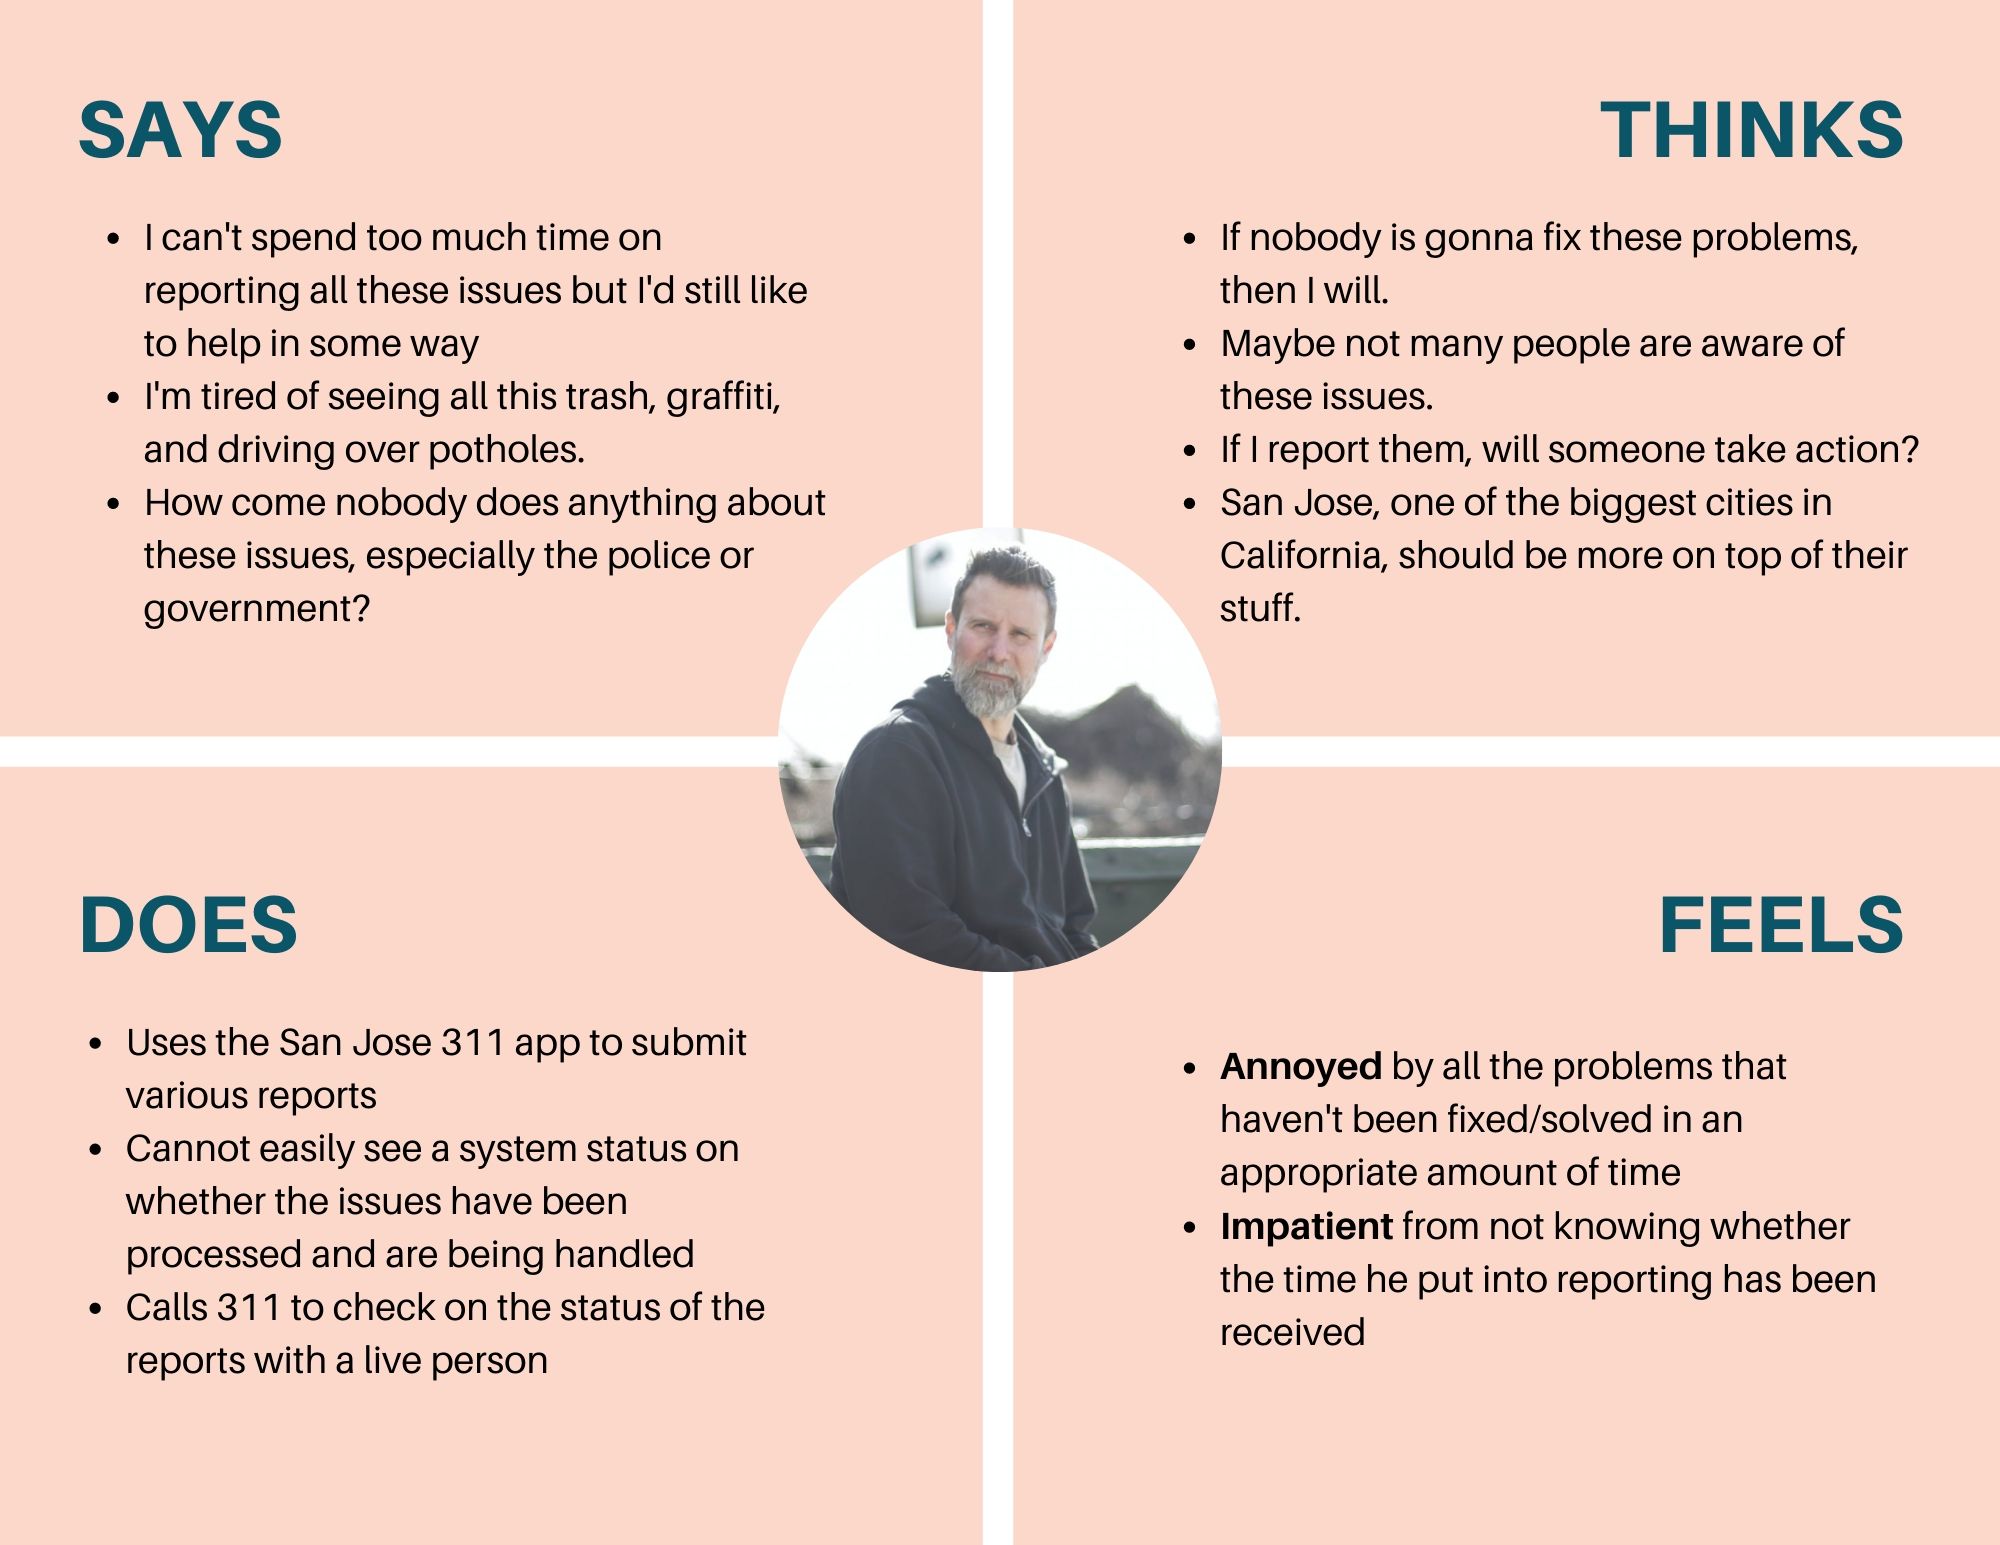 SAYS
• I can't spend too much time on
reporting all these issues but I'd still like
to help in some way
• I'm tired of seeing all this trash, graffiti,
and driving over potholes.
• How come nobody does anything about
these issues, especially the police or
government?
THINKS
• If nobody is gonna fix these problems,
then I will.
• Maybe not many people are aware of
these issues.
• If I report them, will someone take action?
• San Jose, one of the biggest cities in
California, should be more on top of their
stuff.
DOES
• Uses the San Jose 311 app to submit
various reports
• Cannot easily see a system status on
whether the issues have been
processed and are being handled
• Calls 311 to check on the status of the
reports with a live person
FEELS
• Annoyed by all the problems that
haven't been fixed/solved in an
appropriate amount of time
• Impatient from not knowing whether
the time he put into reporting has been
received